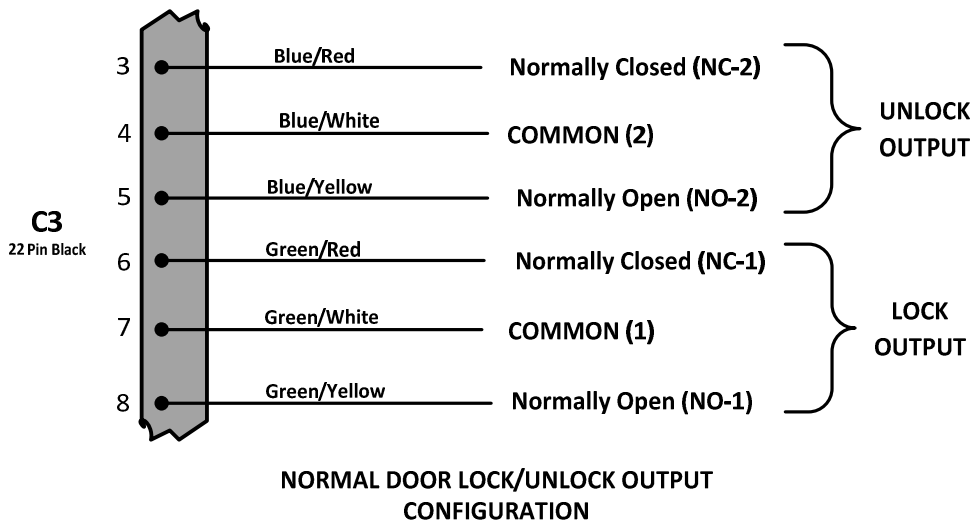 3 Blue/Red Normally Closed (NC-2)
4 Blue/White COMMON (2)
5 Blue/Yellow Normally Open (NO-2)
UNLOCK
OUTPUT
C3
22 Pin Black
6 Green/Red Normally Closed (NC-1)
7 Green/White COMMON (1)
8 Green/Yellow Normally Open (NO-1)
LOCK
OUTPUT
NORMAL DOOR LOCK/UNLOCK OUTPUT
CONFIGURATION